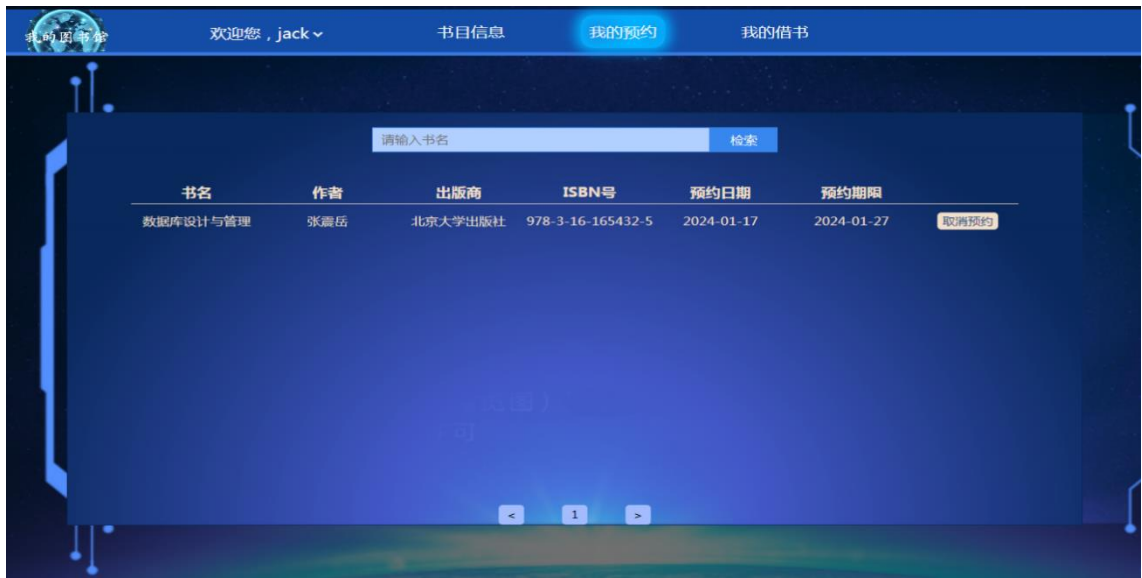 我的图书馆 欢迎您，jack 书目信息 我的预约 我的借书
请输入书名 检索
书名 作者 出版商 ISBN号 预约日期 预约期限
数据库设计与管理 张震岳 北京大学出版社 978-3-16-165432-5 2024-01-17 2024-01-27 取消预约
< 1 >